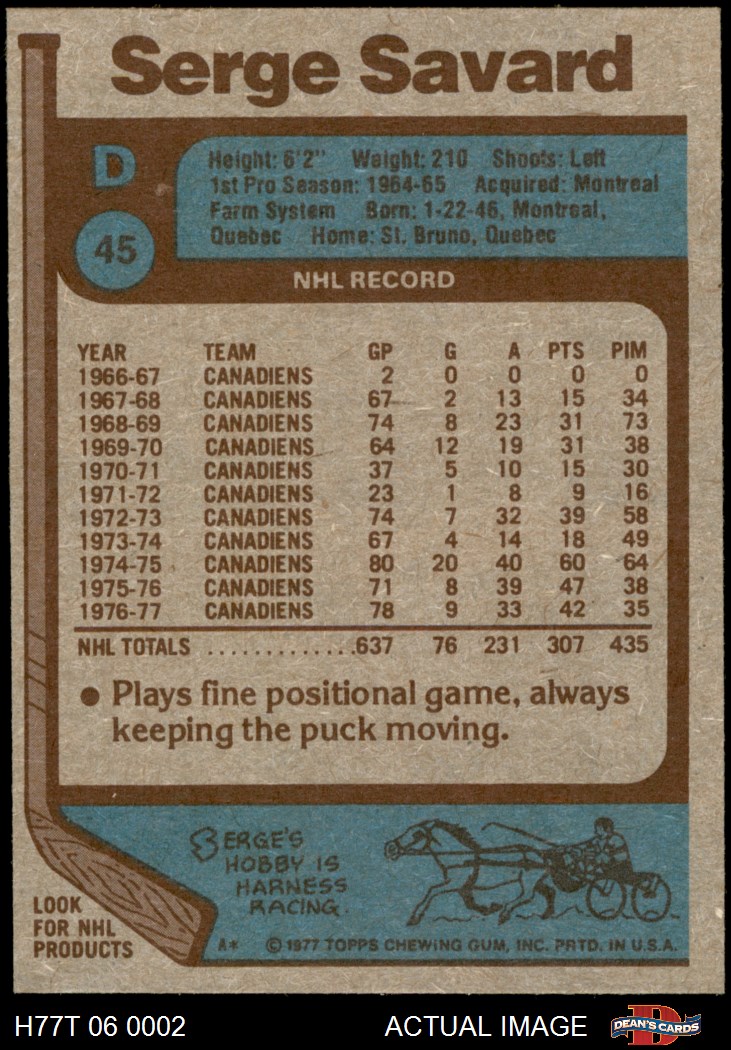 Serge Savard
D
45
Height: 6'2" Weight: 210 Shoots: Left
1st Pro Season: 1964-65 Acquired: Montreal
Farm System Born: 1-22-46, Montreal,
Quebec Home: St. Bruno, Quebec
NHL RECORD
YEAR TEAM GP G A PTS PIM
1966-67 CANADIENS 2 0 0 0 0
1967-68 CANADIENS 67 2 13 15 34
1968-69 CANADIENS 74 8 23 31 73
1969-70 CANADIENS 64 12 19 31 38
1970-71 CANADIENS 37 5 10 15 30
1971-72 CANADIENS 23 1 8 9 16
1972-73 CANADIENS 74 7 32 39 58
1973-74 CANADIENS 67 4 14 18 49
1974-75 CANADIENS 80 20 40 60 64
1975-76 CANADIENS 71 8 39 47 38
1976-77 CANADIENS 78 9 33 42 35
NHL TOTALS .............637 76 231 307 435
● Plays fine positional game, always
keeping the puck moving.
SERGE'S
HOBBY IS
HARNESS
RACING.
LOOK
FOR NHL
PRODUCTS
A* © 1977 TOPPS CHEWING GUM, INC. PRTD. IN U.S.A.
H77T 06 0002 ACTUAL IMAGE
D
DEAN'S CARDS